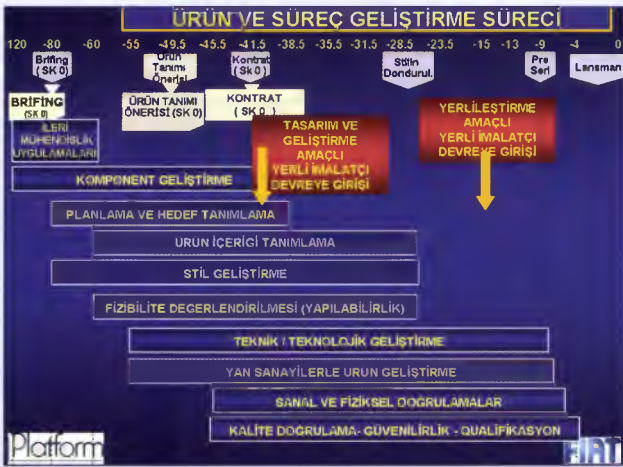 ÜRÜN VE SÜREÇ GELİŞTİRME SÜRECİ
120 -80 -60 -55 -49.5 -45.5 -41.5 -38.5 -35.5 -31.5 -28.5 -23.5 -15 -13 -9 -4 0
Brifing
( SK 0)
Ürün
Tanımı
Önerisi
Kontrat
( Sk 0 )
Stilin
Dondurul.
Pre
Seri
Lansman
BRİFİNG
(SK 0)
ÜRÜN TANIMI
ÖNERİSİ (SK 0)
KONTRAT
( SK 0 )
İLERİ
MÜHENDİSLİK
UYGULAMALARI
TASARIM VE
GELİŞTİRME
AMAÇLI
YERLİ İMALATÇI
DEVREYE GİRİŞİ
YERLİLEŞTİRME
AMAÇLI
YERLİ İMALATÇI
DEVREYE GİRİŞİ
KOMPONENT GELİŞTİRME
PLANLAMA VE HEDEF TANIMLAMA
ÜRÜN İÇERİĞİ TANIMLAMA
STİL GELİŞTİRME
FİZİBİLİTE DEGERLENDİRİLMESİ (YAPILABİLİRLİK)
TEKNİK / TEKNOLOJİK GELİŞTİRME
YAN SANAYİLERLE URUN GELİŞTİRME
SANAL VE FİZİKSEL DOĞRULAMALAR
KALİTE DOĞRULAMA- GÜVENİLİRLİK - QUALIFIKASYON
Platform
FIAT